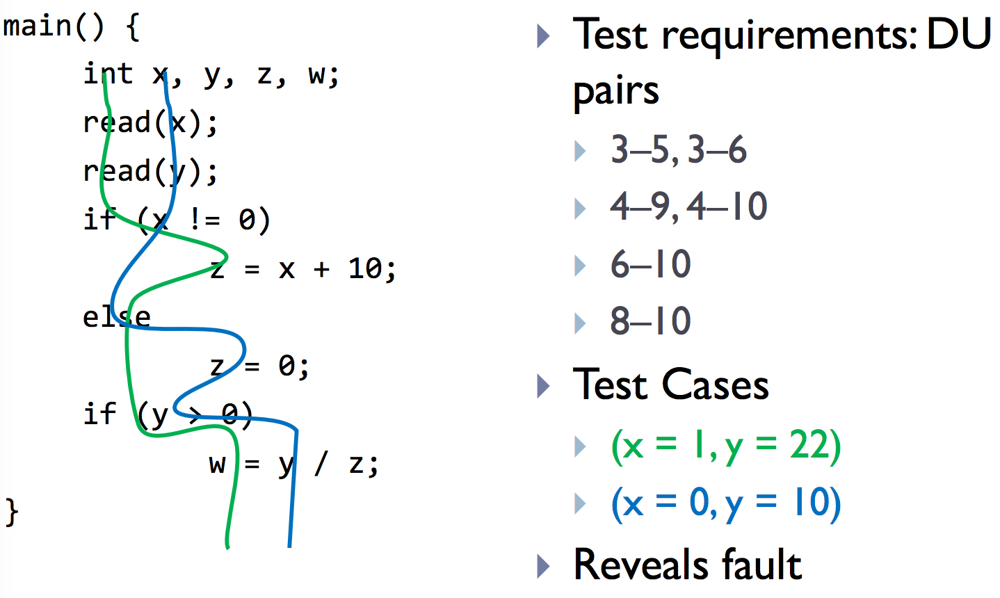 main() {
int x, y, z, w;
read(x);
read(y);
if (x != 0)
z = x + 10;
else
z = 0;
if (y > 0)
w = y / z;
}
Test requirements: DU
pairs
3–5, 3–6
4–9, 4–10
6–10
8–10
Test Cases
(x = 1, y = 22)
(x = 0, y = 10)
Reveals fault